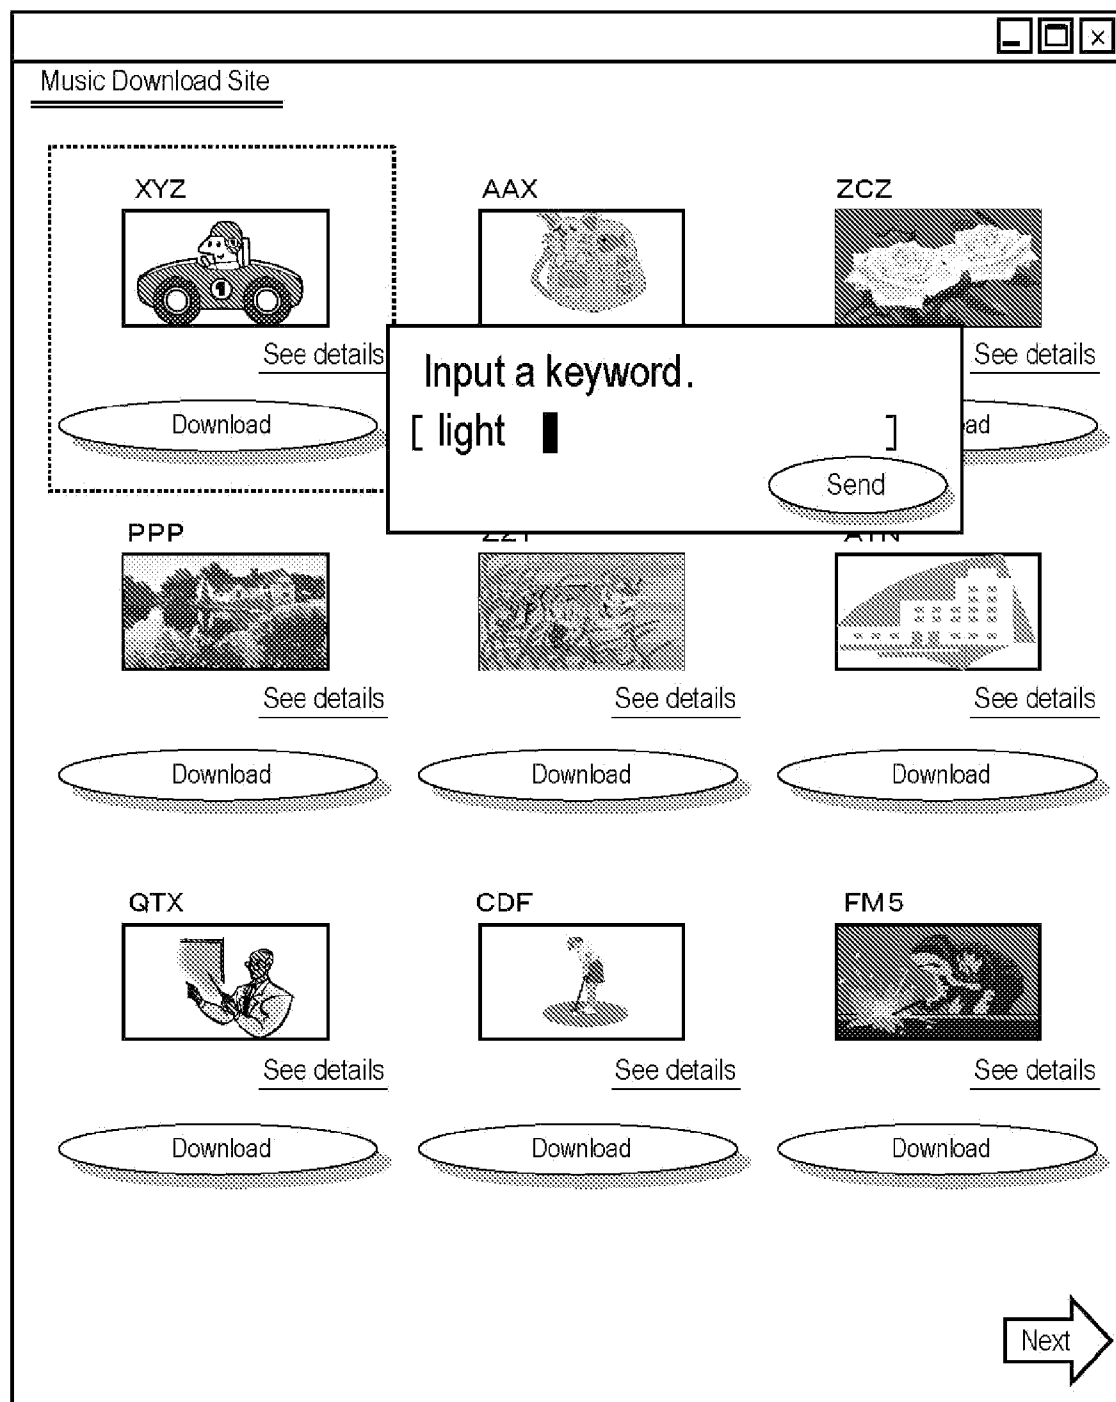 Music Download Site
XYZ
AAX
ZCZ
See details
See details
Input a keyword.
[ light ]
Send
Download
PPP
See details
See details
See details
Download
Download
Download
QTX
CDF
FM5
See details
See details
See details
Download
Download
Download
Next